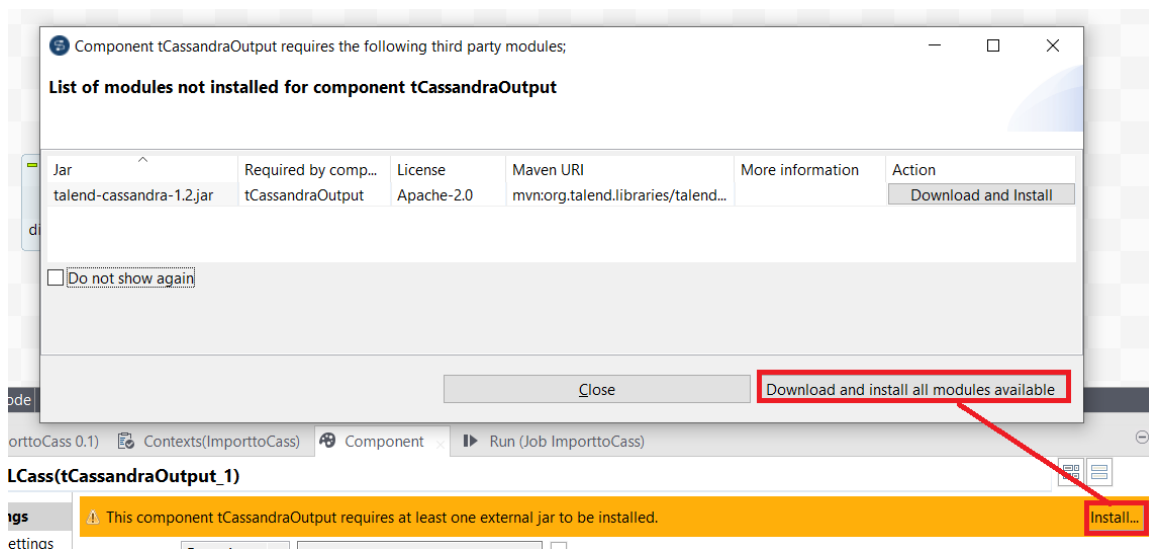 Component tCassandraOutput requires the following third party modules;
List of modules not installed for component tCassandraOutput
Jar Required by comp... License Maven URI More information Action
talend-cassandra-1.2.jar tCassandraOutput Apache-2.0 mvn:org.talend.libraries/talend... Download and Install
di
Do not show again
Close Download and install all modules available
ode
orttoCass 0.1) Contexts(ImporttoCass) Component Run (Job ImporttoCass)
LCass(tCassandraOutput_1)
ngs This component tCassandraOutput requires at least one external jar to be installed. Install...
ettings